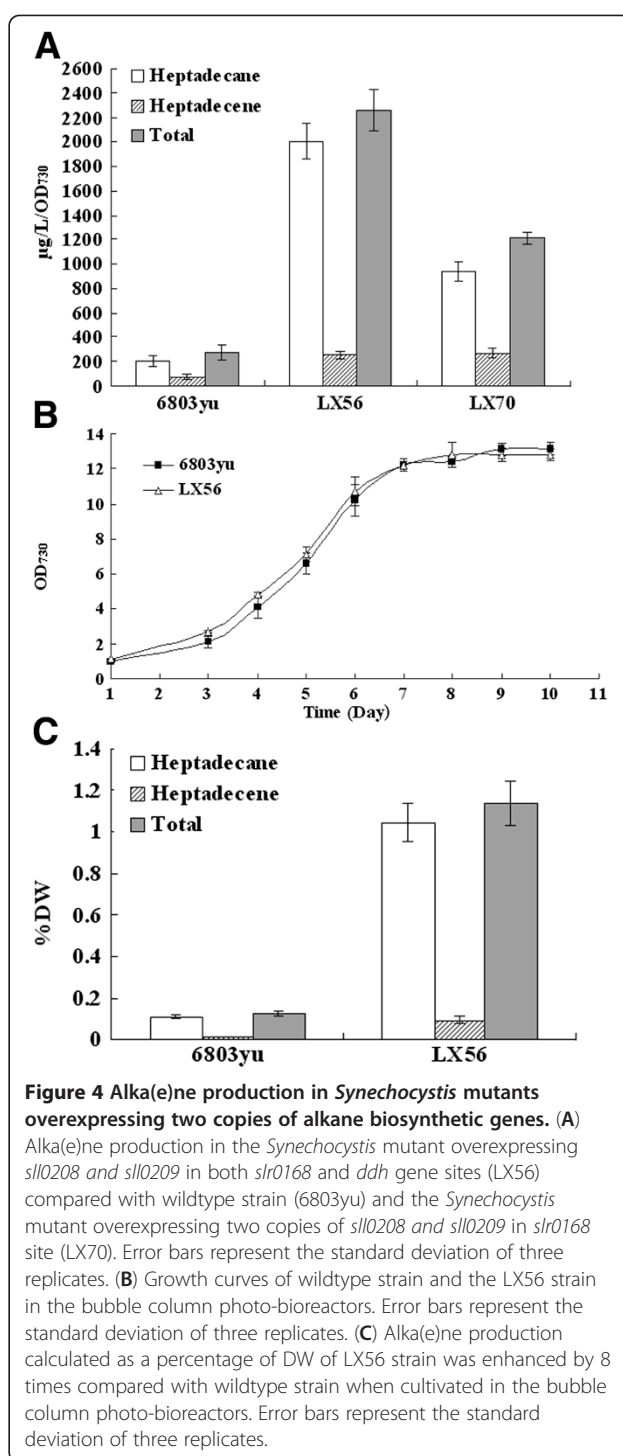 A
2600
2400
2200
2000
1800
1600
1400
1200
1000
800
600
400
200
0
µg/L/OD730
Heptadecane
Heptadecene
Total
6803yu LX56 LX70
B
14
12
10
8
6
4
2
0
OD730
6803yu
LX56
1 2 3 4 5 6 7 8 9 10 11
Time (Day)
C
1.4
1.2
1
0.8
0.6
0.4
0.2
0
%DW
Heptadecane
Heptadecene
Total
6803yu LX56
Figure 4 Alka(e)ne production in Synechocystis mutants
overexpressing two copies of alkane biosynthetic genes. (A)
Alka(e)ne production in the Synechocystis mutant overexpressing
sll0208 and sll0209 in both slr0168 and ddh gene sites (LX56)
compared with wildtype strain (6803yu) and the Synechocystis
mutant overexpressing two copies of sll0208 and sll0209 in slr0168
site (LX70). Error bars represent the standard deviation of three
replicates. (B) Growth curves of wildtype strain and the LX56 strain
in the bubble column photo-bioreactors. Error bars represent the
standard deviation of three replicates. (C) Alka(e)ne production
calculated as a percentage of DW of LX56 strain was enhanced by 8
times compared with wildtype strain when cultivated in the bubble
column photo-bioreactors. Error bars represent the standard
deviation of three replicates.